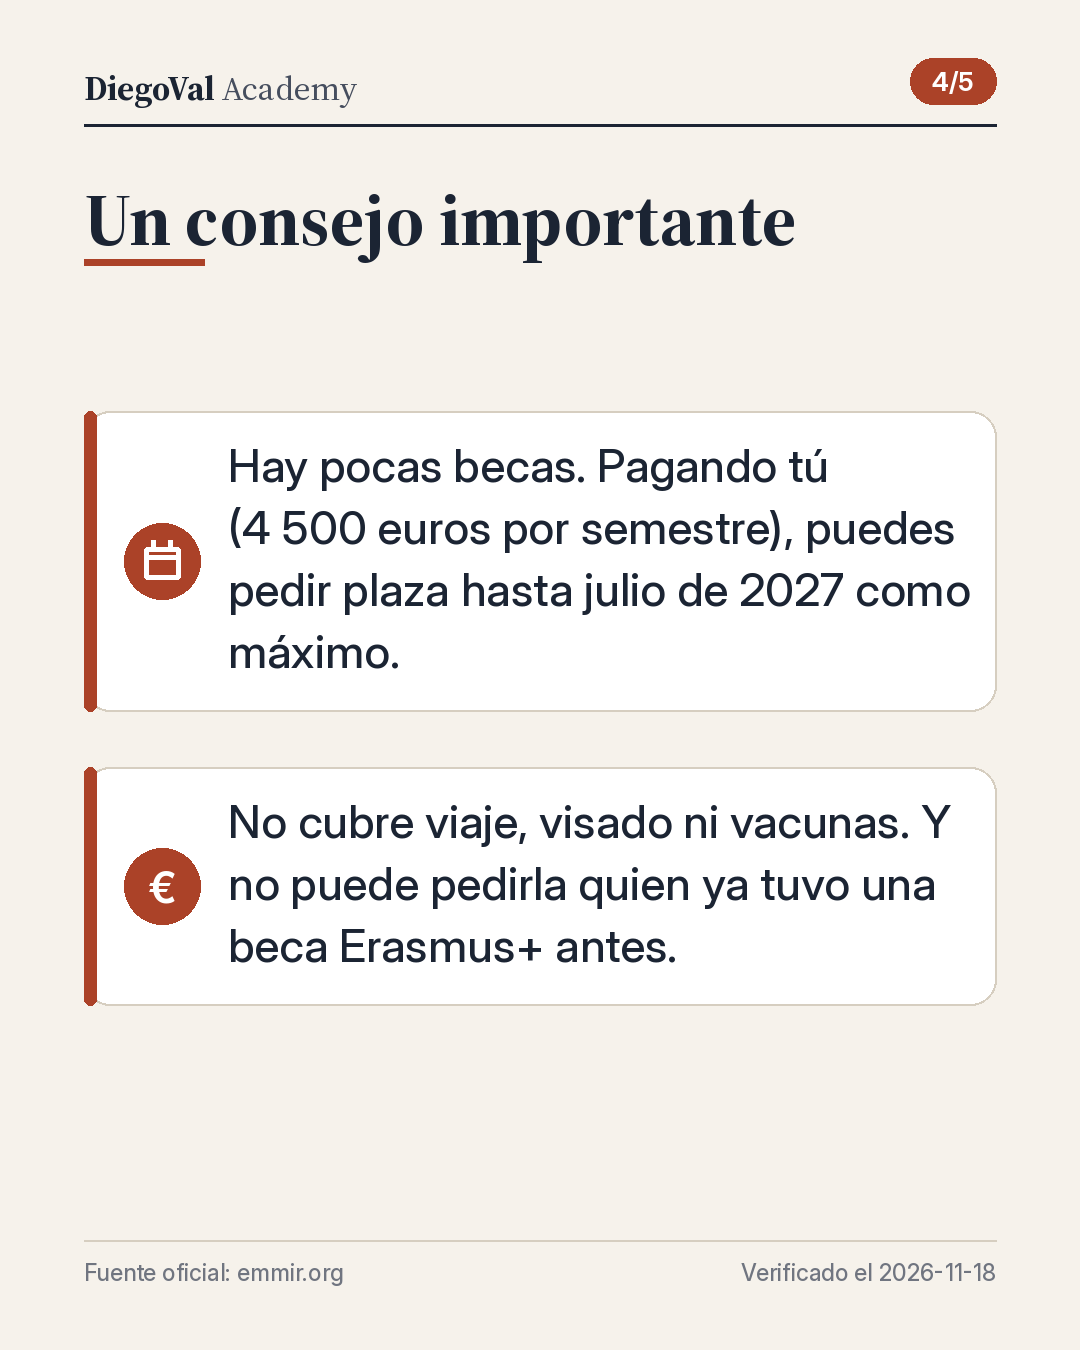 DiegoVal Academy
4/5
Un consejo importante
Hay pocas becas. Pagando tú
(4 500 euros por semestre), puedes
pedir plaza hasta julio de 2027 como
máximo.
€
No cubre viaje, visado ni vacunas. Y
no puede pedirla quien ya tuvo una
beca Erasmus+ antes.
Fuente oficial: emmir.org
Verificado el 2026-11-18